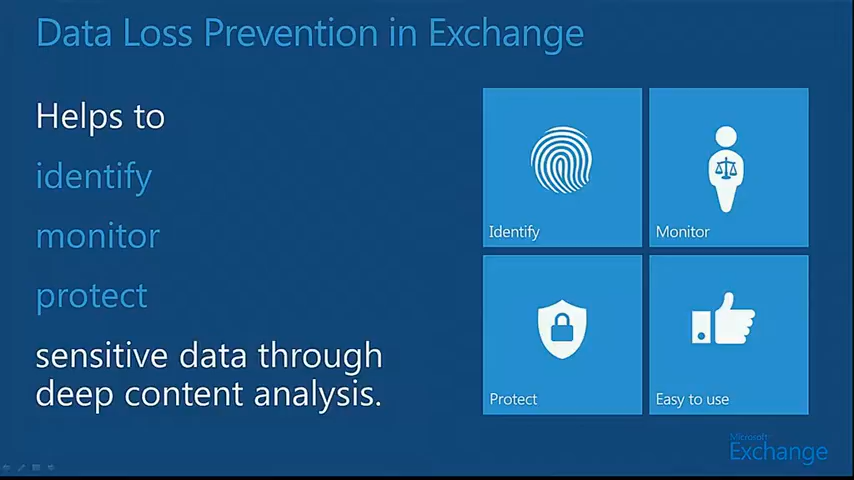 Data Loss Prevention in Exchange
Helps to
identify
monitor
protect
sensitive data through
deep content analysis.
Identify
Monitor
Protect
Easy to use
Microsoft
Exchange